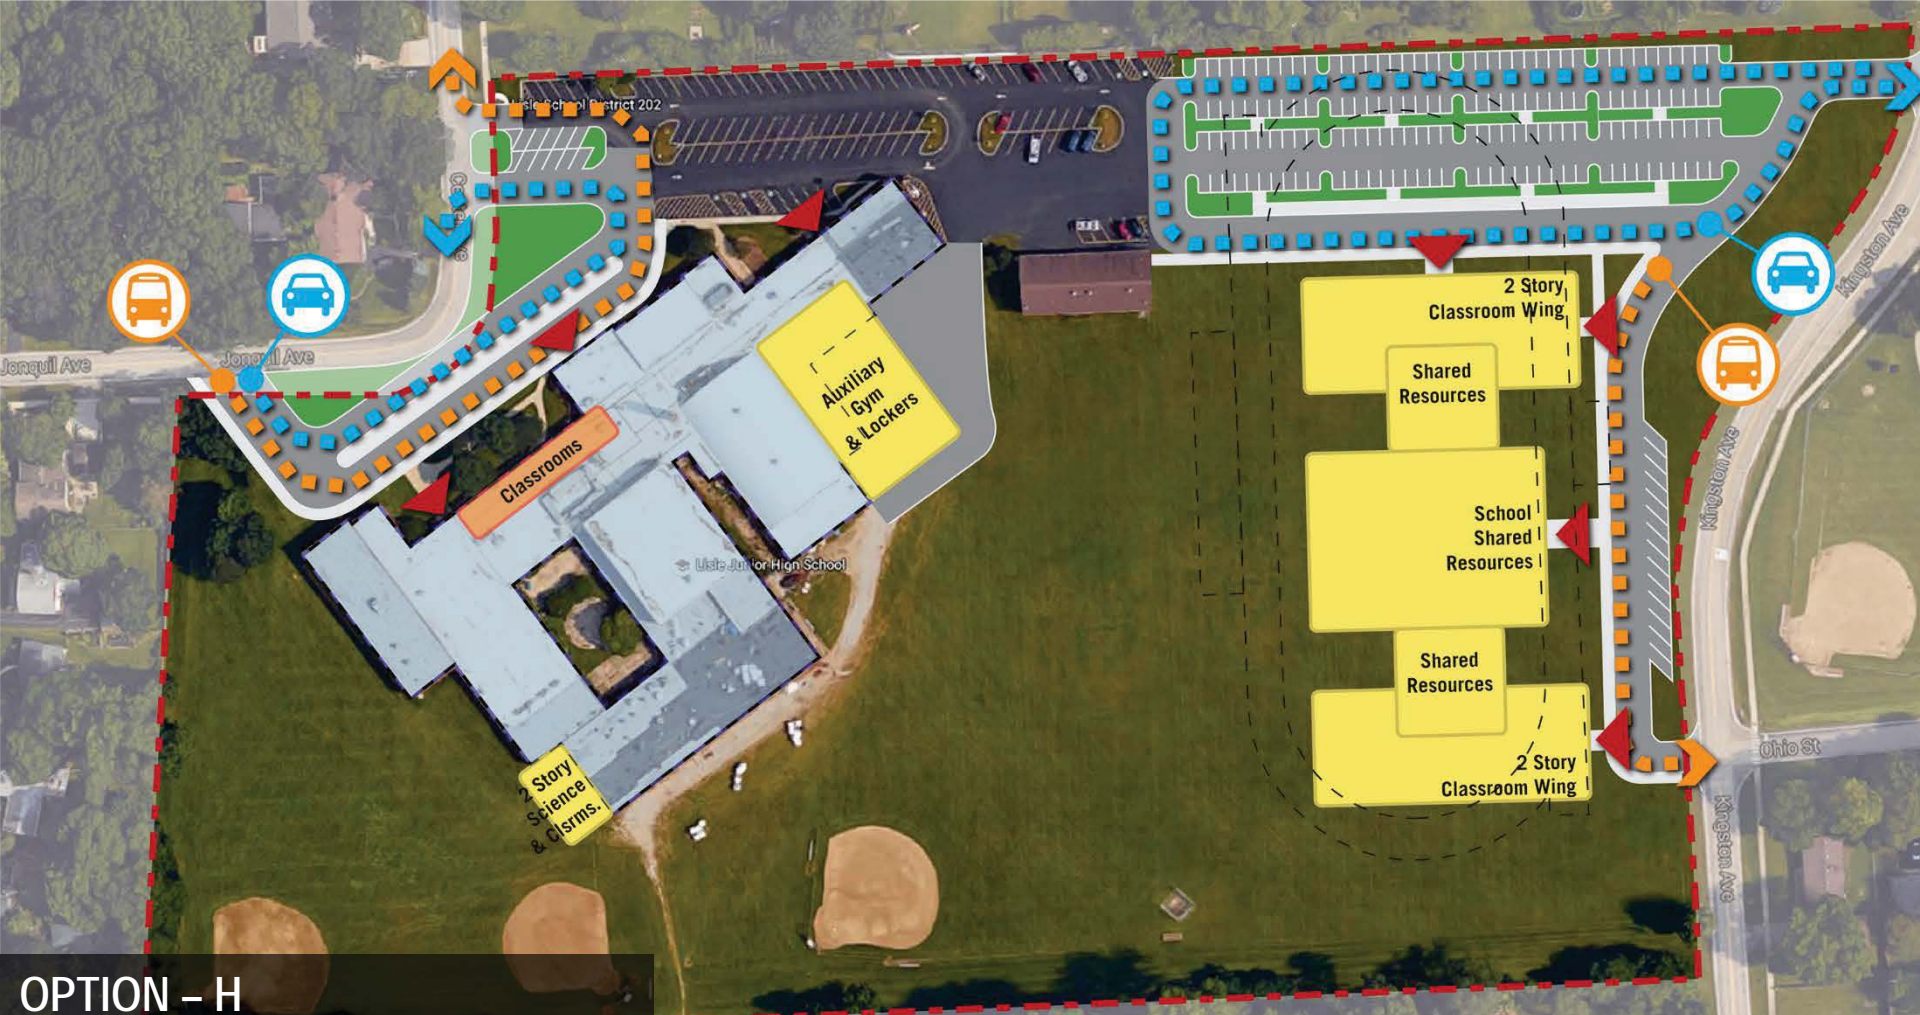 Lisle School District 202
Jonquil Ave
Jonquil Ave
Kingston Ave
2 Story
Classroom Wing
Shared
Resources
Auxiliary
Gym
& Lockers
Classrooms
School
Shared
Resources
Kingston Ave
Lisle Junior High School
Shared
Resources
2 Story
Classroom Wing
Ohio St
2 Story
Science
& Clsrms.
Kingston Ave
OPTION – H